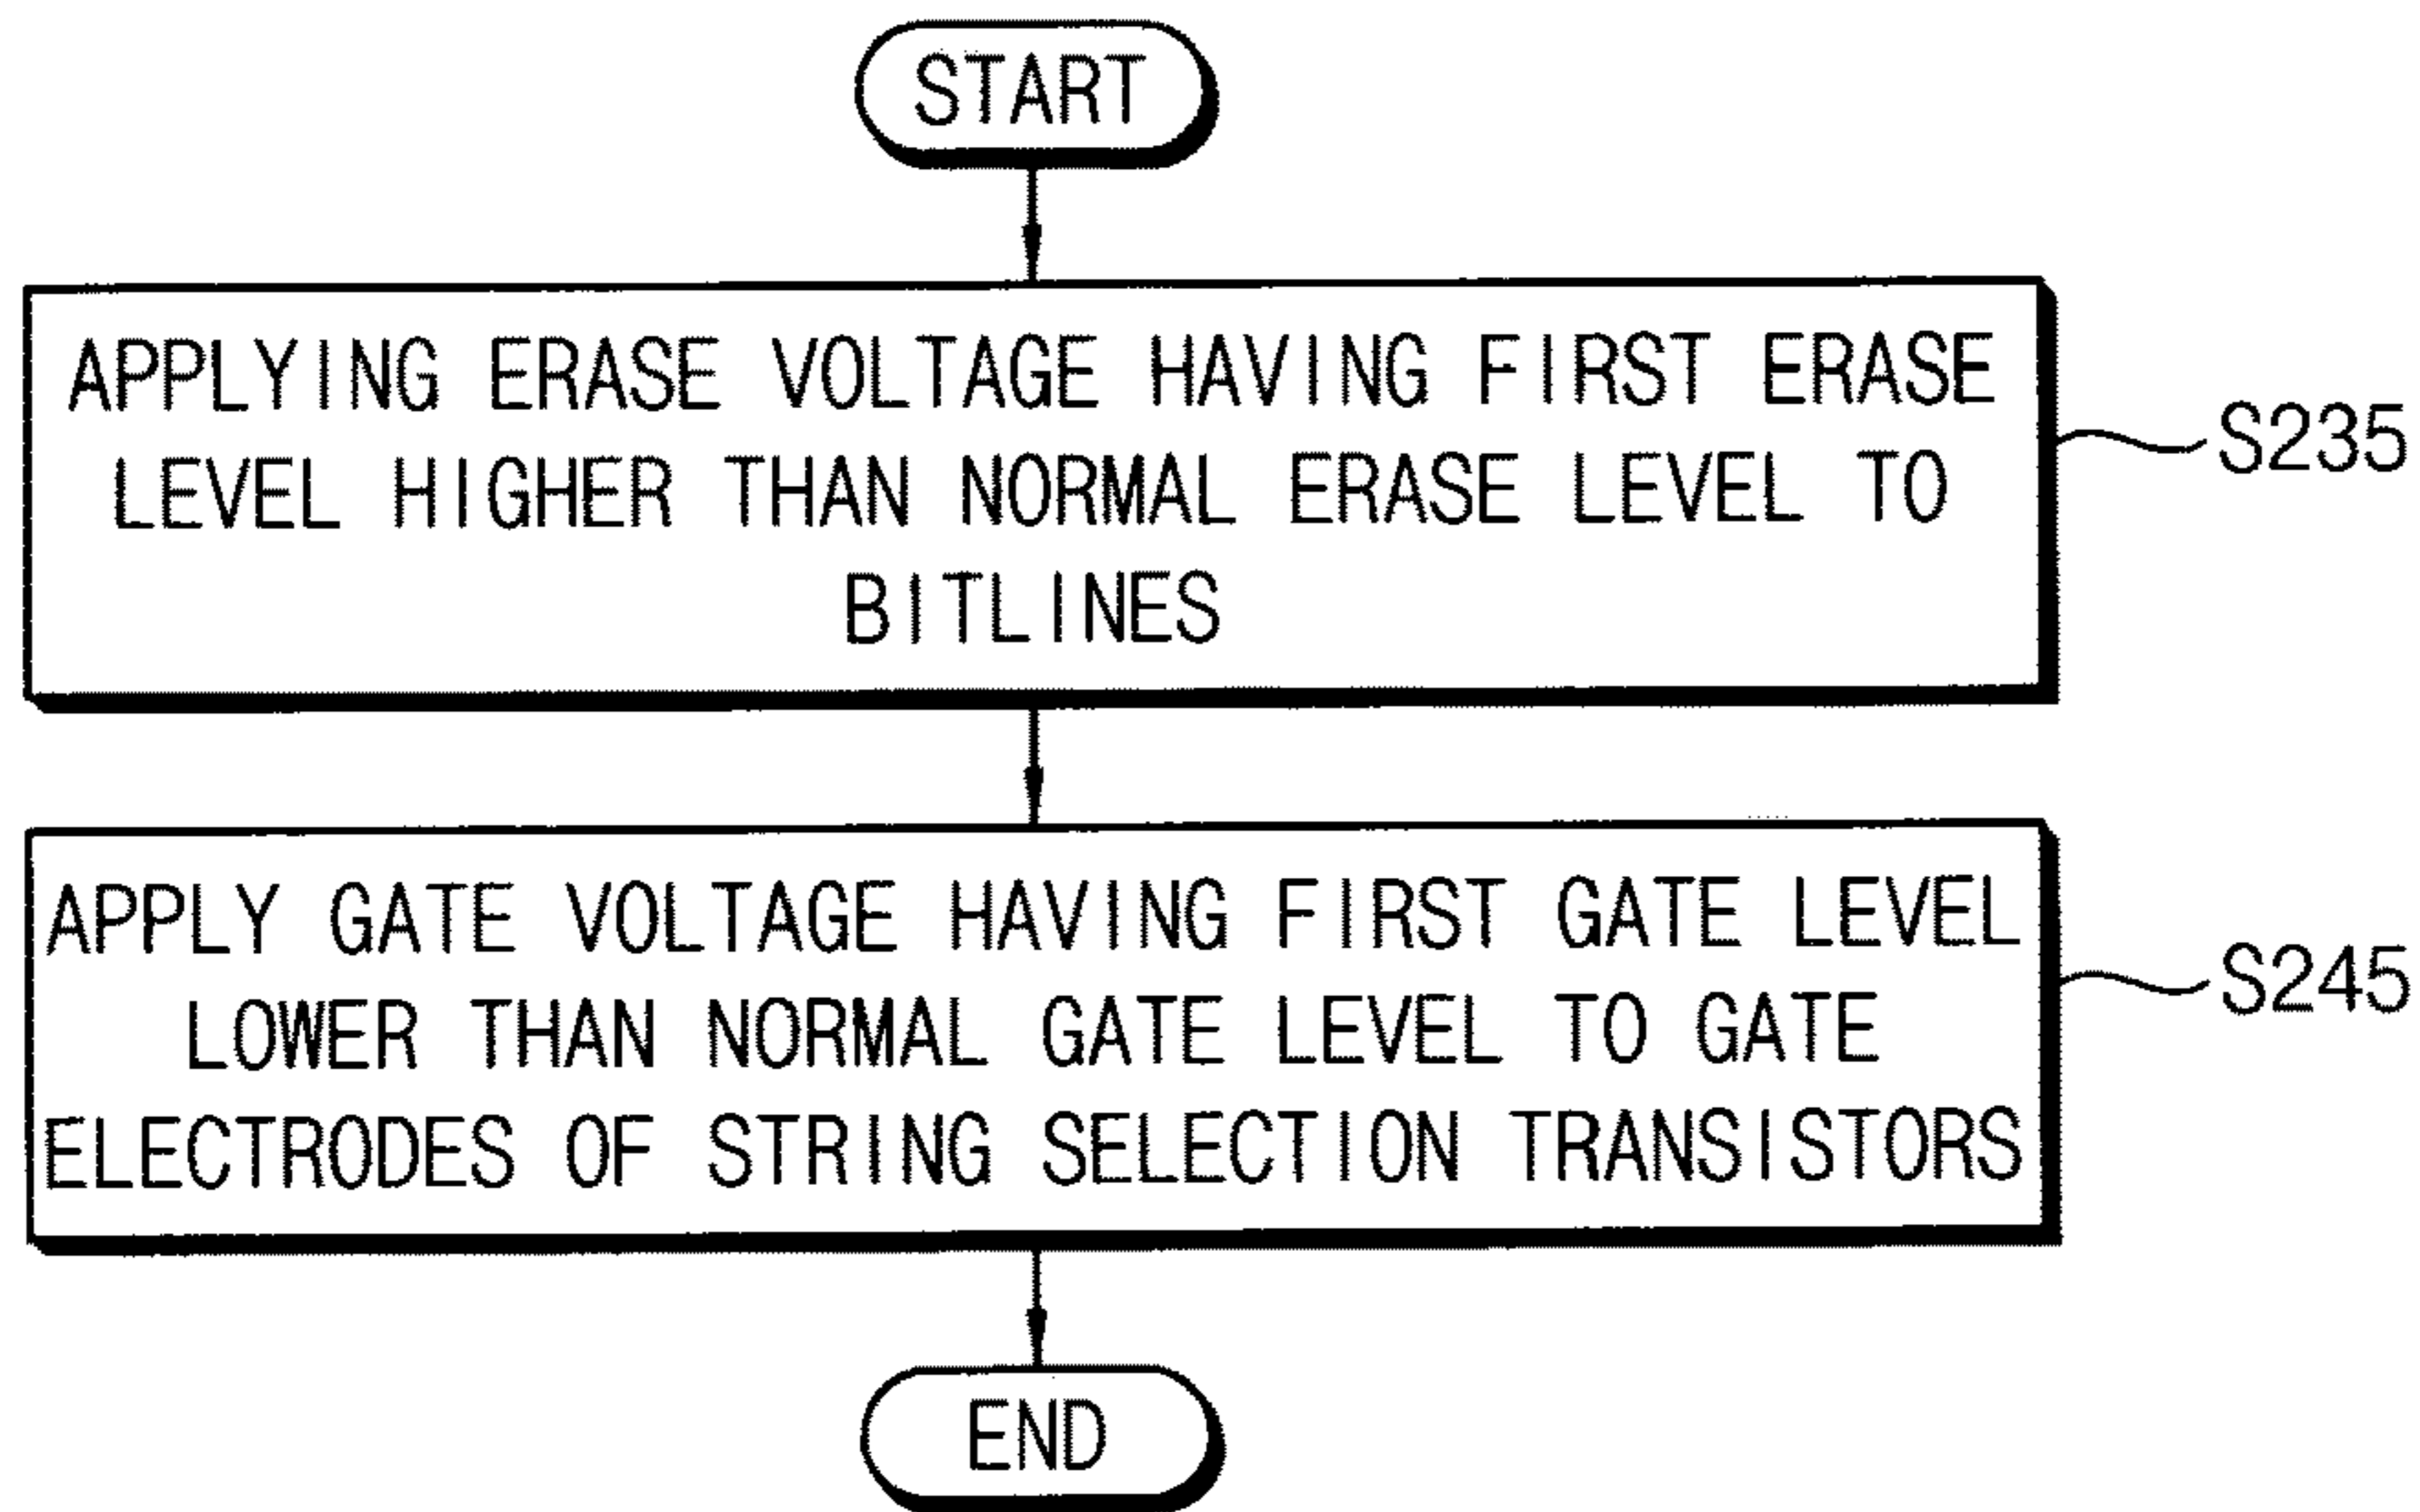 START
APPLYING ERASE VOLTAGE HAVING FIRST ERASE
LEVEL HIGHER THAN NORMAL ERASE LEVEL TO
BITLINES
S235
APPLY GATE VOLTAGE HAVING FIRST GATE LEVEL
LOWER THAN NORMAL GATE LEVEL TO GATE
ELECTRODES OF STRING SELECTION TRANSISTORS
S245
END